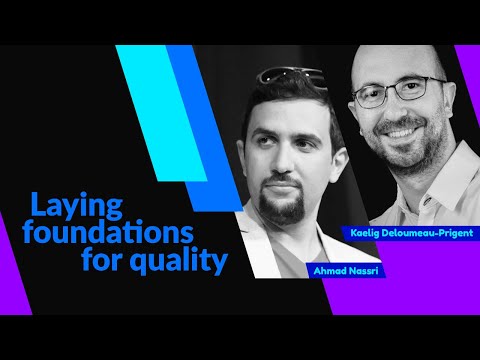 Laying
foundations
for quality
Kaelig Deloumeau-Prigent
Ahmad Nassri